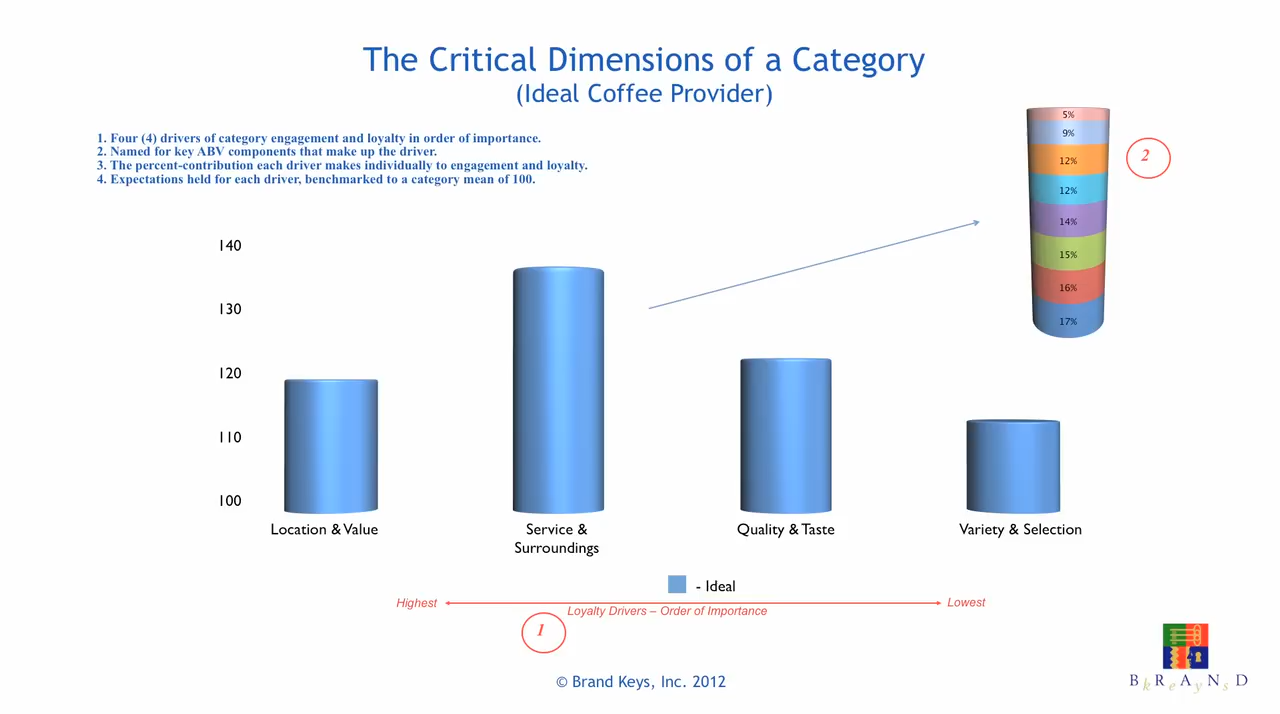 The Critical Dimensions of a Category
(Ideal Coffee Provider)
1. Four (4) drivers of category engagement and loyalty in order of importance.
2. Named for key ABV components that make up the driver.
3. The percent-contribution each driver makes individually to engagement and loyalty.
4. Expectations held for each driver, benchmarked to a category mean of 100.
5%
9%
12%
12%
14%
15%
16%
17%
2
140
130
120
110
100
Location & Value
Service &
Surroundings
Quality & Taste
Variety & Selection
- Ideal
Highest
Lowest
Loyalty Drivers – Order of Importance
1
© Brand Keys, Inc. 2012
BkReAyNsD